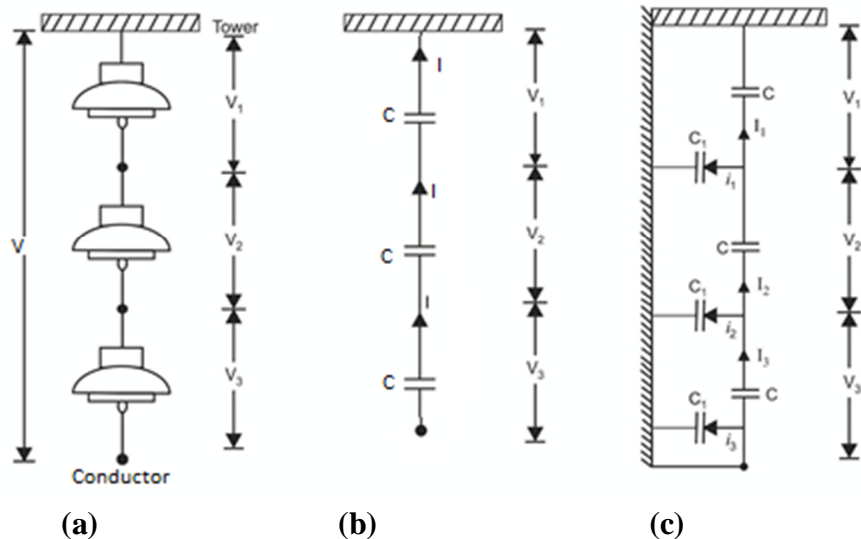 Tower
V
V₁
V₂
V₃
Conductor
(a)
I
C
V₁
I
C
V₂
I
C
V₃
(b)
C
I₁
C₁
i₁
V₁
C
I₂
C₁
i₂
V₂
I₃
C
C₁
i₃
V₃
(c)